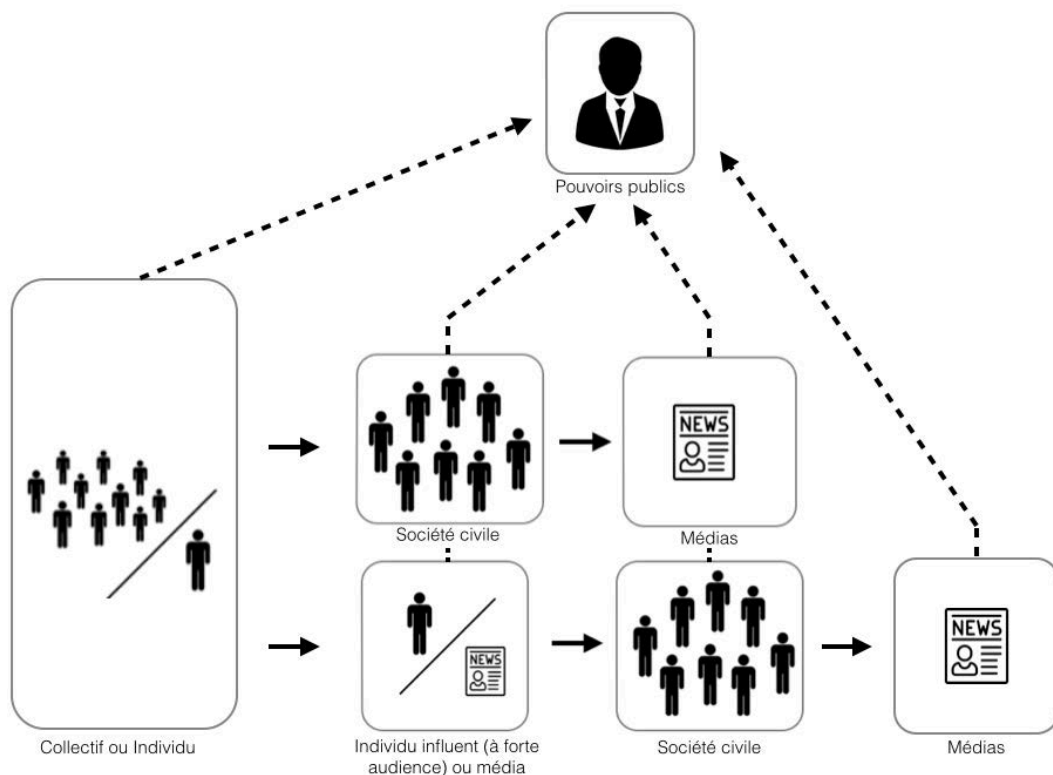 Pouvoirs publics
NEWS
Société civile
Médias
NEWS
NEWS
Collectif ou Individu
Individu influent (à forte
audience) ou média
Société civile
Médias